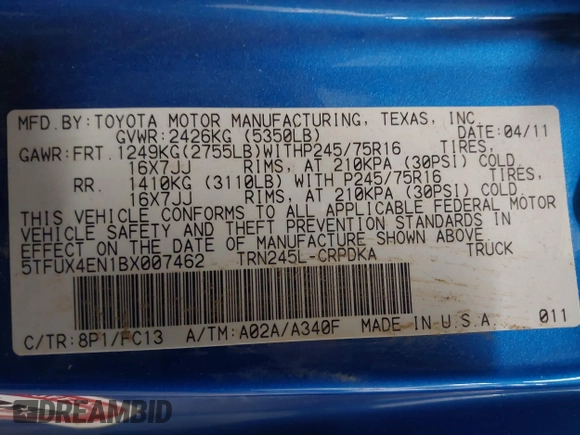 MFD.BY:TOYOTA MOTOR MANUFACTURING, TEXAS, INC.
GVWR:2426KG (5350LB) DATE:04/11
GAWR:FRT. 1249KG(2755LB)WITHP245/75R16 TIRES,
16X7JJ RIMS, AT 210KPA (30PSI) COLD.
RR. 1410KG (3110LB) WITH P245/75R16 TIRES,
16X7JJ RIMS, AT 210KPA (30PSI) COLD.
THIS VEHICLE CONFORMS TO ALL APPLICABLE FEDERAL MOTOR
VEHICLE SAFETY AND THEFT PREVENTION STANDARDS IN
EFFECT ON THE DATE OF MANUFACTURE SHOWN ABOVE.
5TFUX4EN1BX007462 TRN245L-CRPDKA TRUCK
C/TR:8P1/FC13 A/TM:A02A/A340F MADE IN U.S.A. 011
DREAMBID